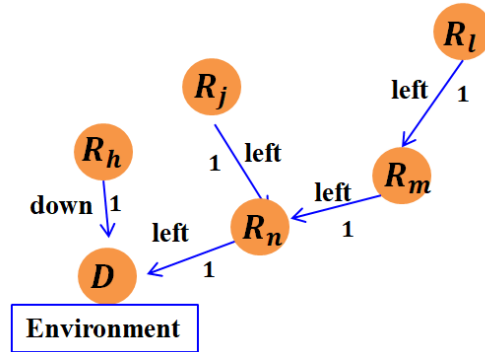 R_l
left 1
R_j
R_h
1 left
R_m
left
1
down 1
R_n
left
1
D
Environment